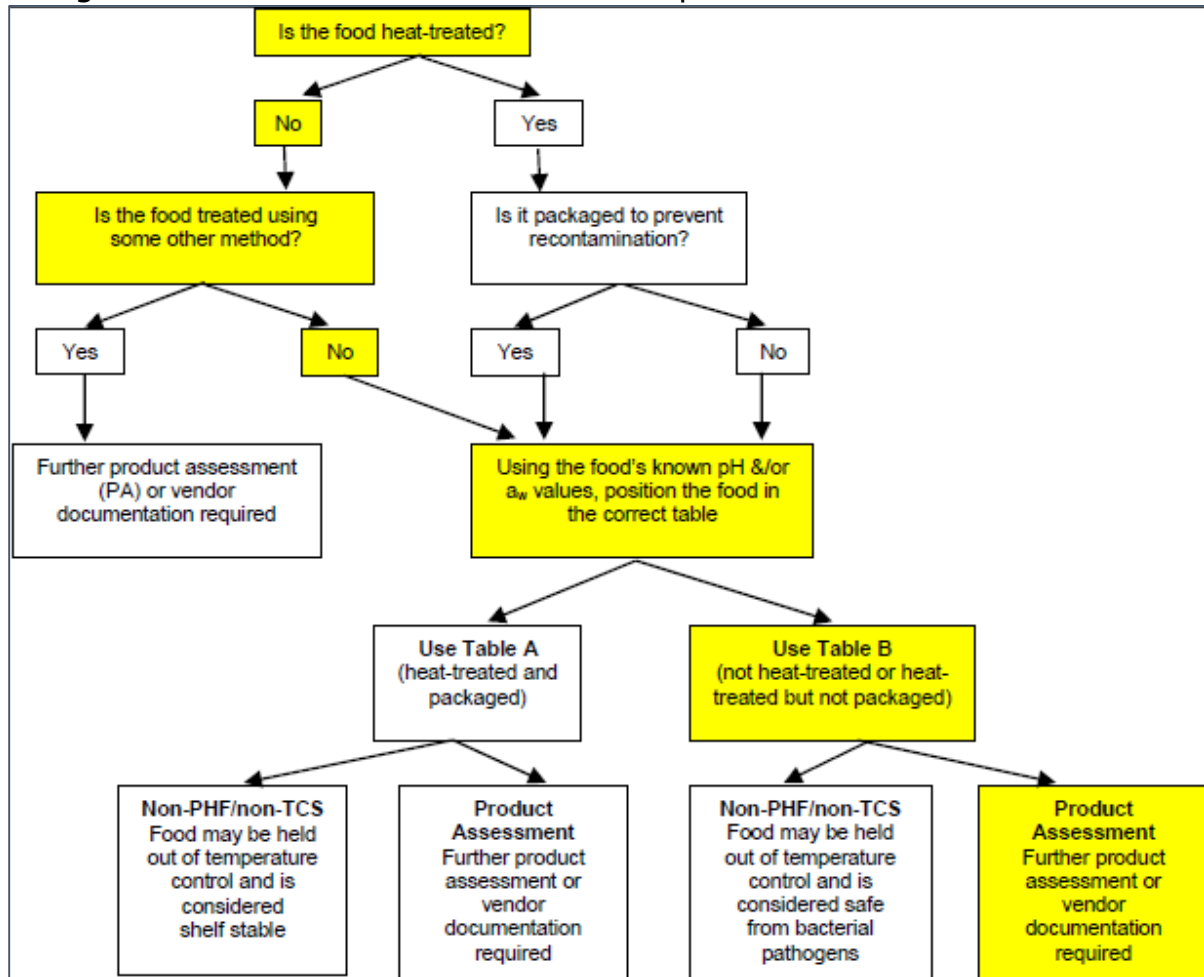 Is the food heat-treated?
No
Yes
Is the food treated using
some other method?
Is it packaged to prevent
recontamination?
Yes
No
Yes
No
Further product assessment
(PA) or vendor
documentation required
Using the food's known pH &/or
aw values, position the food in
the correct table
Use Table A
(heat-treated and
packaged)
Use Table B
(not heat-treated or heat-
treated but not packaged)
Non-PHF/non-TCS
Food may be held
out of temperature
control and is
considered
shelf stable
Product
Assessment
Further product
assessment or
vendor
documentation
required
Non-PHF/non-TCS
Food may be held
out of temperature
control and is
considered safe
from bacterial
pathogens
Product
Assessment
Further product
assessment or
vendor
documentation
required